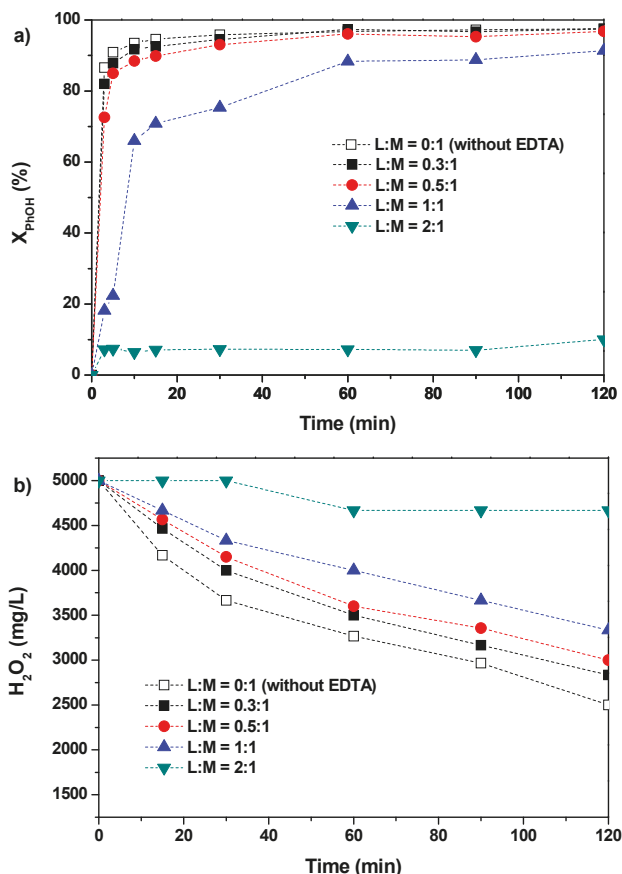 a)
100
80
60
40
20
0
X_PhOH (%)
L:M = 0:1 (without EDTA)
L:M = 0.3:1
L:M = 0.5:1
L:M = 1:1
L:M = 2:1
0 20 40 60 80 100 120
Time (min)
b)
5000
4500
4000
3500
3000
2500
2000
1500
H₂O₂ (mg/L)
L:M = 0:1 (without EDTA)
L:M = 0.3:1
L:M = 0.5:1
L:M = 1:1
L:M = 2:1
0 20 40 60 80 100 120
Time (min)